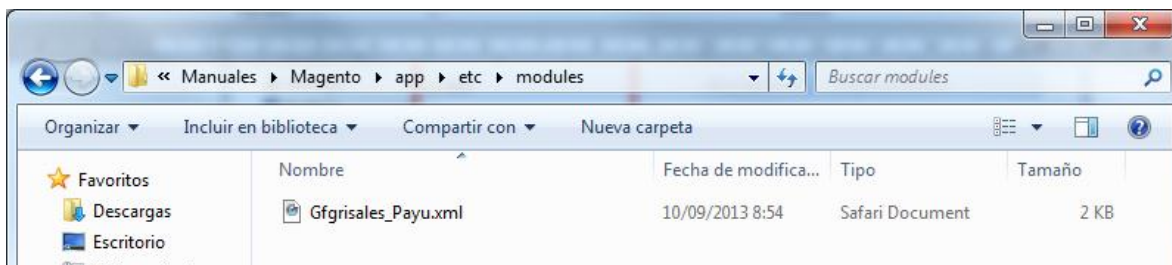 « Manuales ▸ Magento ▸ app ▸ etc ▸ modules
Buscar modules
Organizar Incluir en biblioteca Compartir con Nueva carpeta
Favoritos
Descargas
Escritorio
Nombre Fecha de modifica... Tipo Tamaño
Gfgrisales_Payu.xml 10/09/2013 8:54 Safari Document 2 KB